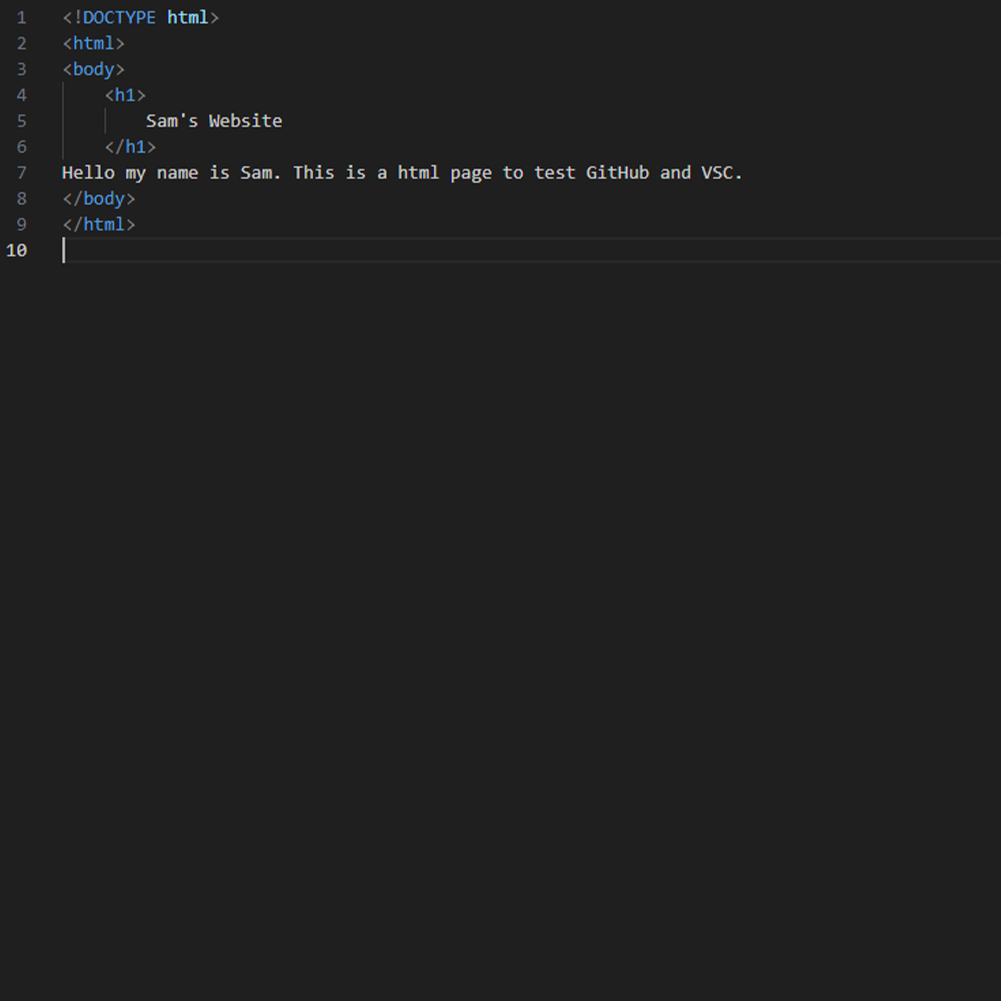 1 <!DOCTYPE html>
2 <html>
3 <body>
4     <h1>
5         Sam's Website
6     </h1>
7 Hello my name is Sam. This is a html page to test GitHub and VSC.
8 </body>
9 </html>
10